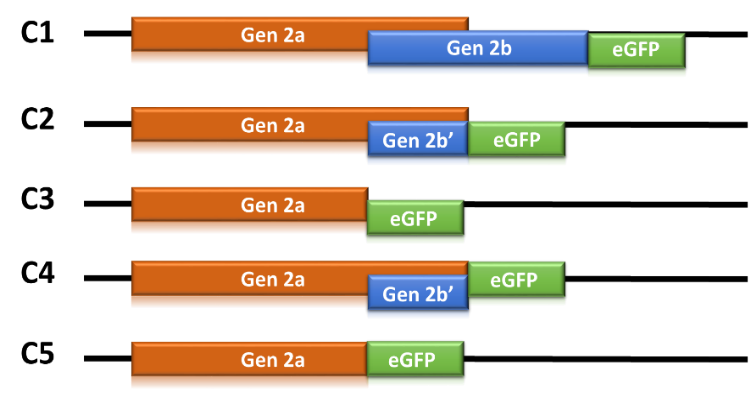 C1 Gen 2a Gen 2b eGFP
C2 Gen 2a Gen 2b’ eGFP
C3 Gen 2a eGFP
C4 Gen 2a Gen 2b’ eGFP
C5 Gen 2a eGFP